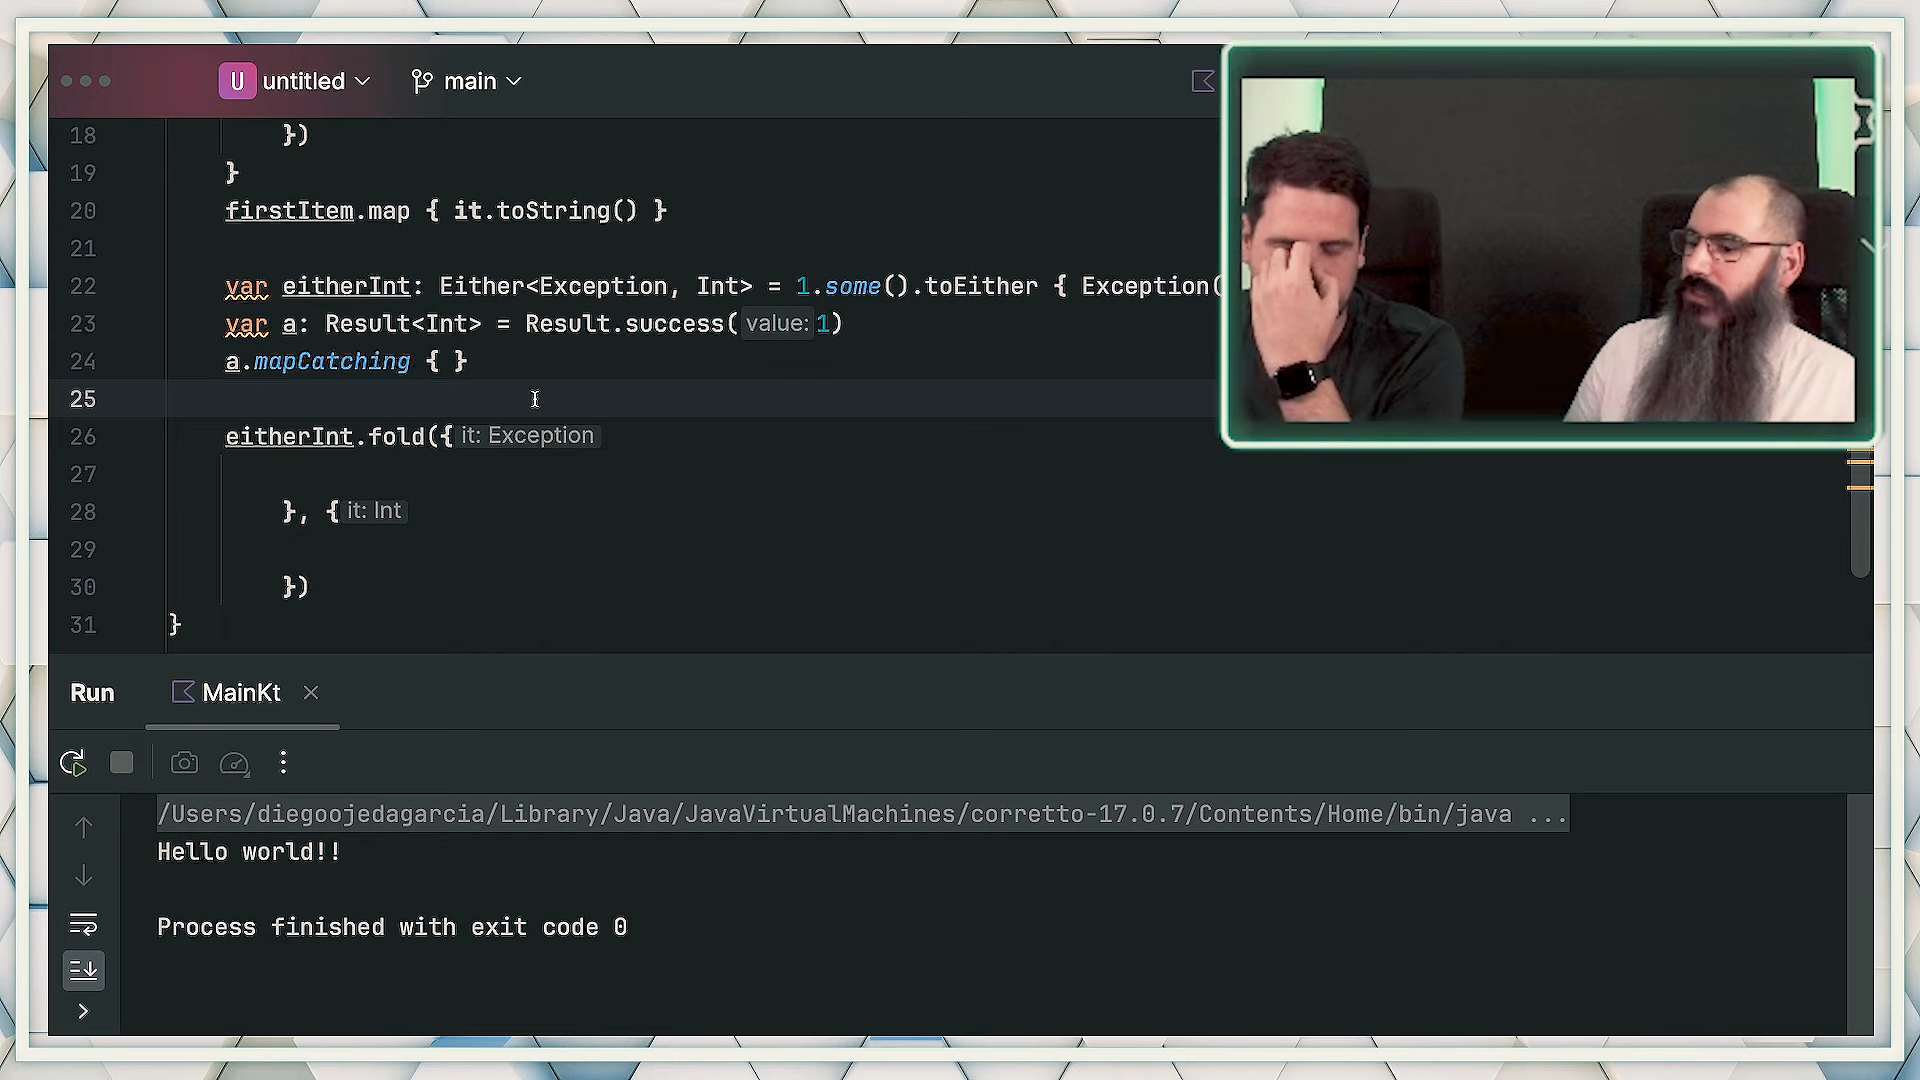 U untitled main
18 })
19 }
20 firstItem.map { it.toString() }
21
22 var eitherInt: Either<Exception, Int> = 1.some().toEither { Exception(
23 var a: Result<Int> = Result.success( value: 1)
24 a.mapCatching { }
25
26 eitherInt.fold({ it: Exception
27
28 }, { it: Int
29
30 })
31 }
Run MainKt
/Users/diegoojedagarcia/Library/Java/JavaVirtualMachines/corretto-17.0.7/Contents/Home/bin/java ...
Hello world!!
Process finished with exit code 0